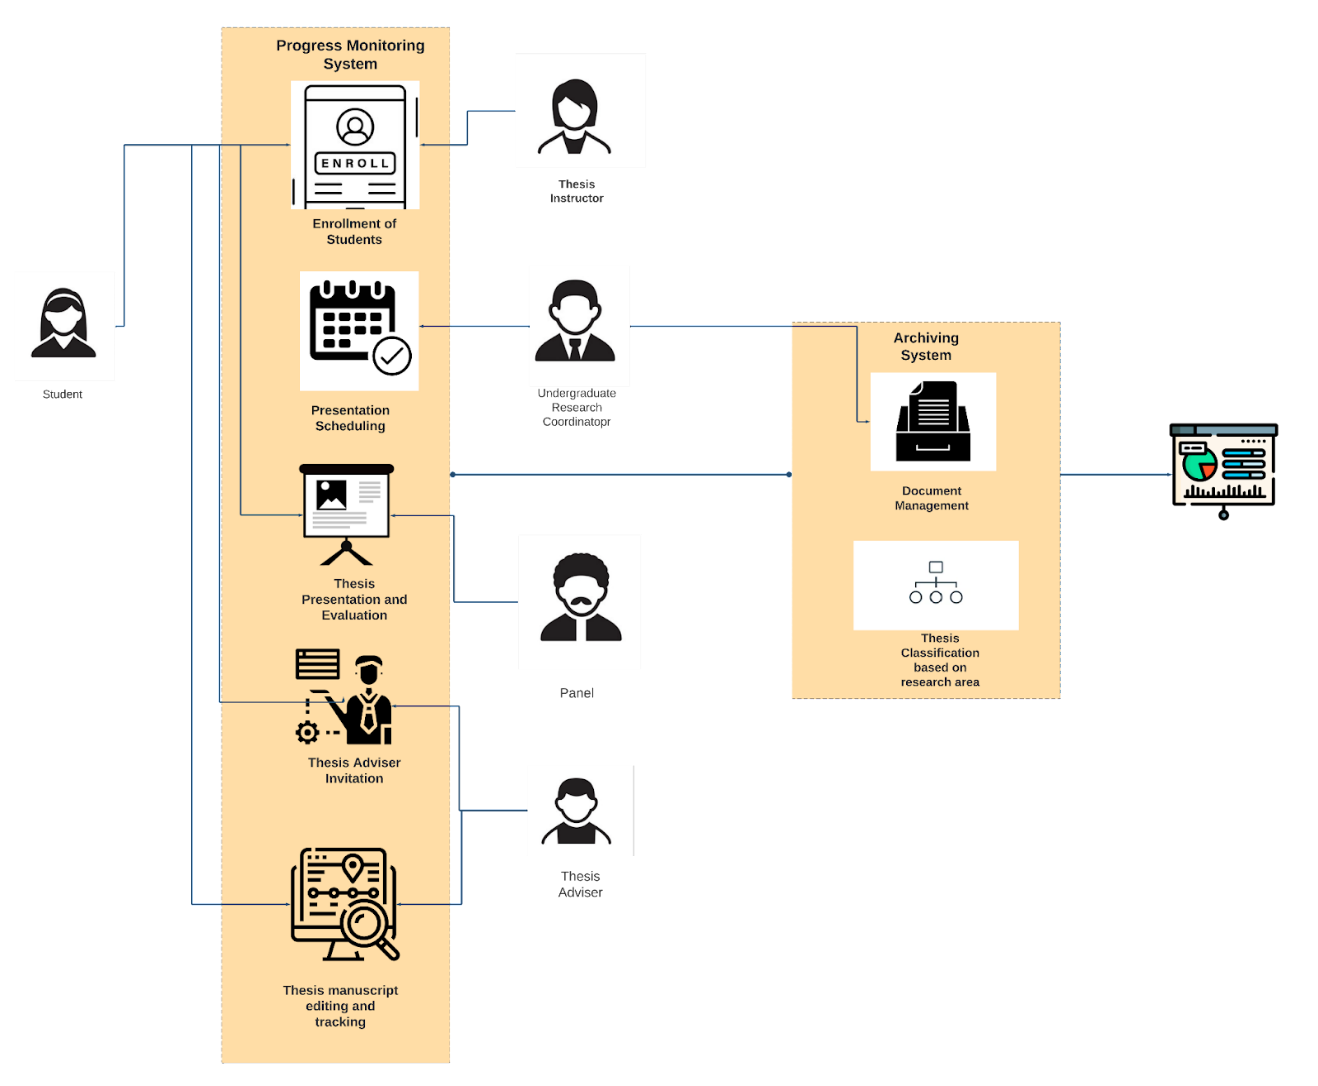 Progress Monitoring
System
ENROLL
Enrollment of
Students
Thesis
Instructor
Student
Presentation
Scheduling
Undergraduate
Research
Coordinatopr
Archiving
System
Document
Management
Thesis
Presentation and
Evaluation
Thesis
Classification
based on
research area
Panel
Thesis Adviser
Invitation
Thesis
Adviser
Thesis manuscript
editing and
tracking